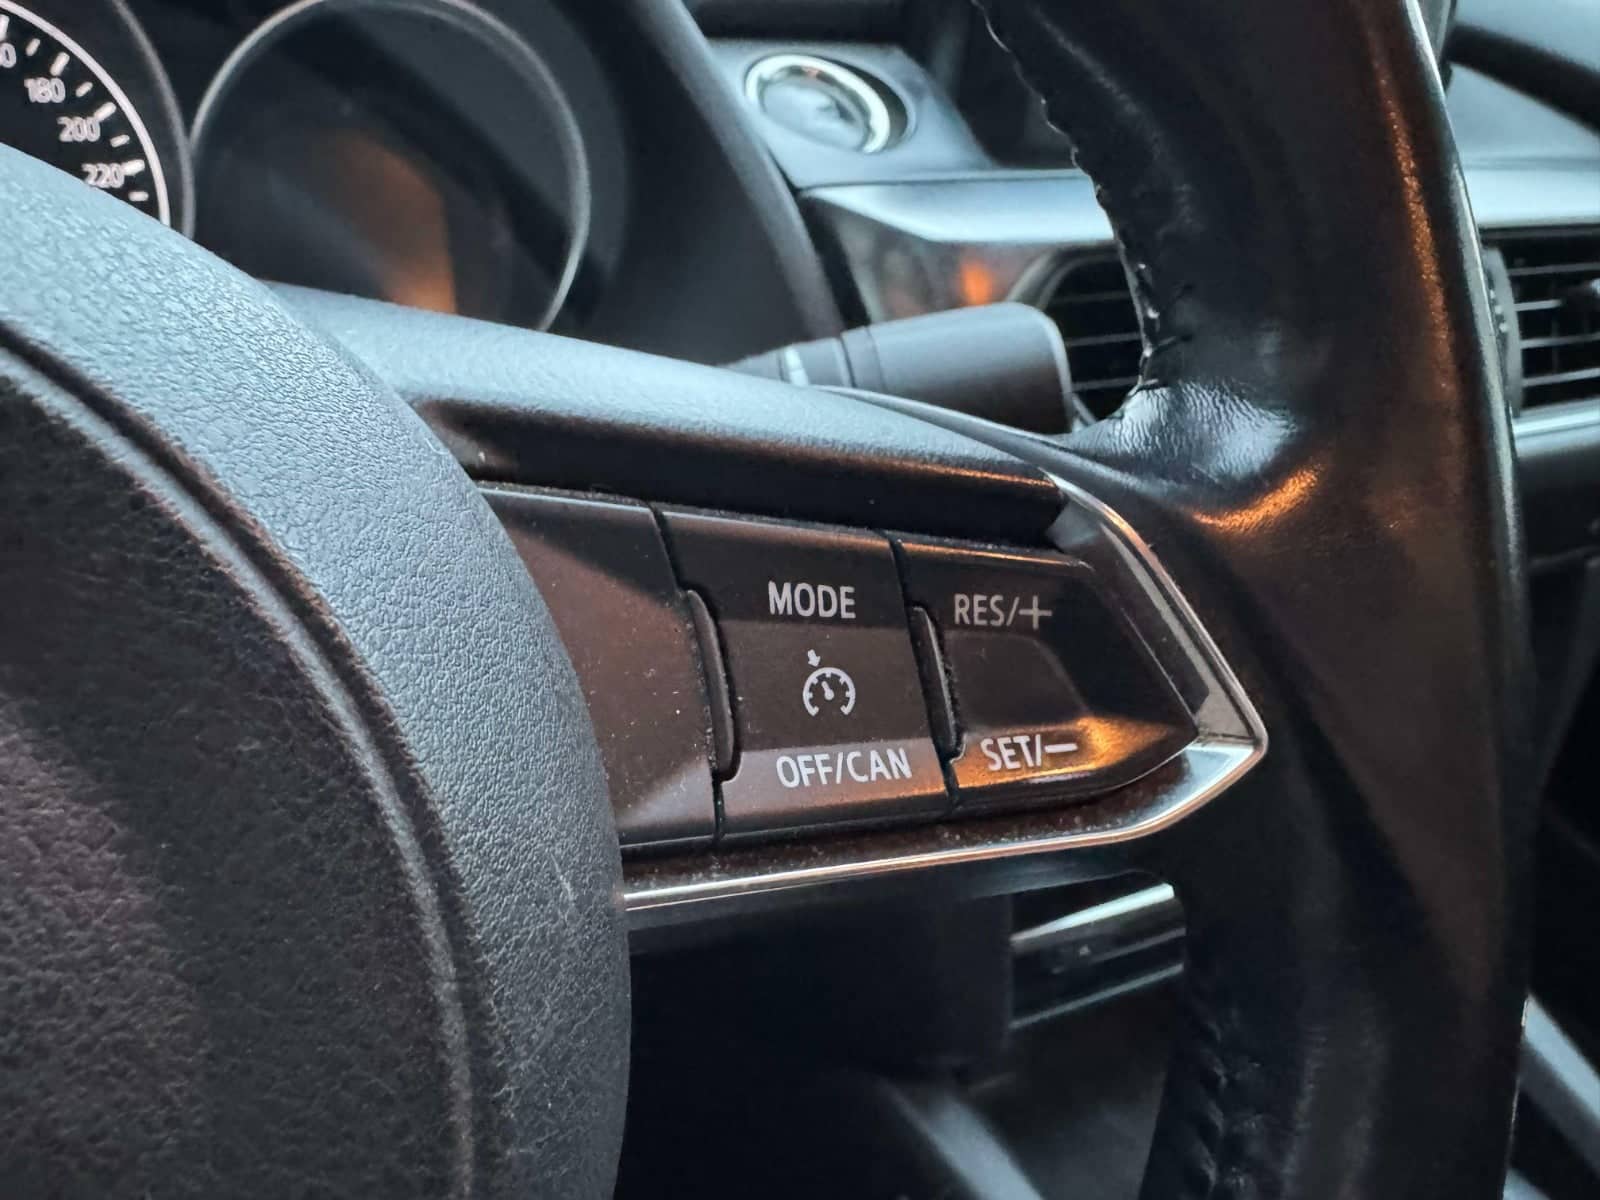 180
200
220
MODE
RES/+
OFF/CAN
SET/−